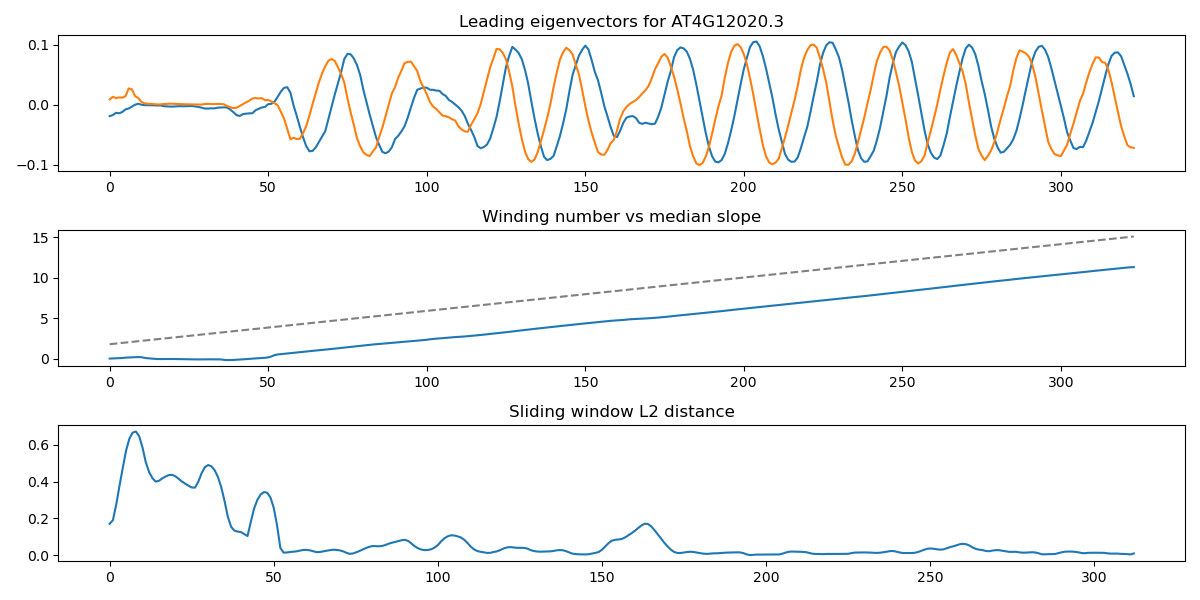 Leading eigenvectors for AT4G12020.3
0.1
0.0
−0.1
0 50 100 150 200 250 300
Winding number vs median slope
15
10
5
0
0 50 100 150 200 250 300
Sliding window L2 distance
0.6
0.4
0.2
0.0
0 50 100 150 200 250 300